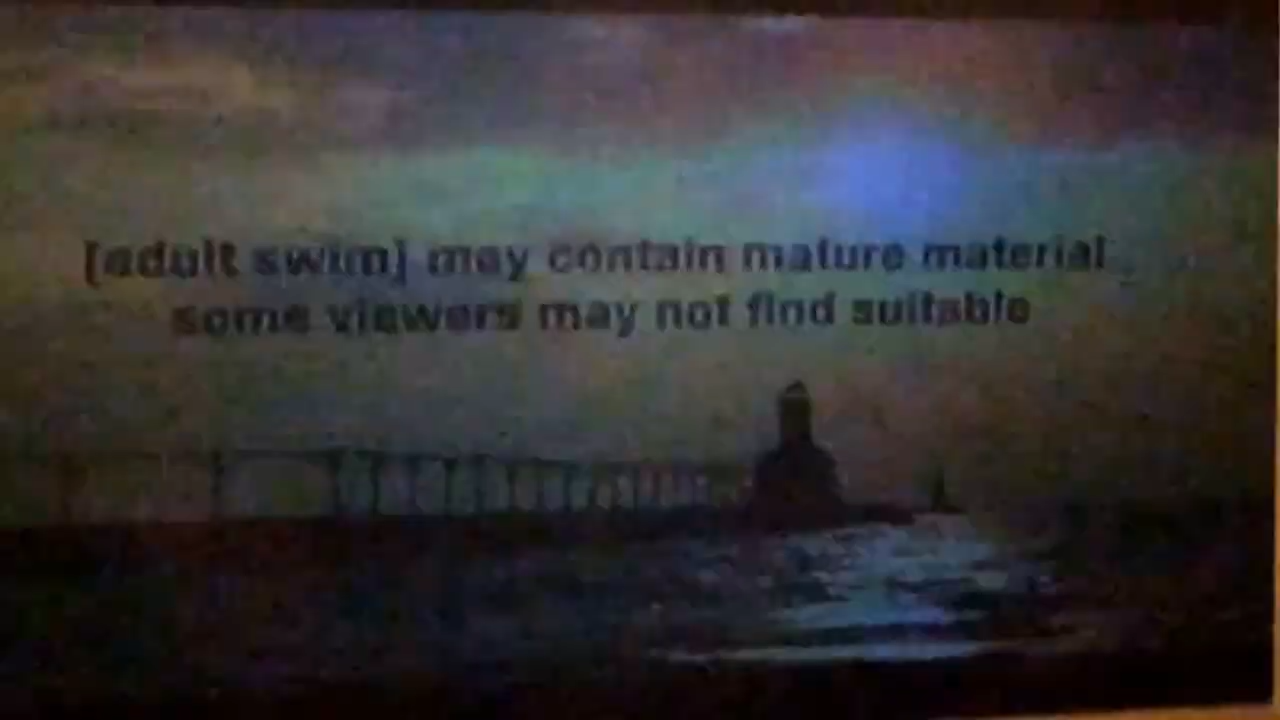 [adult swim] may contain mature material
some viewers may not find suitable